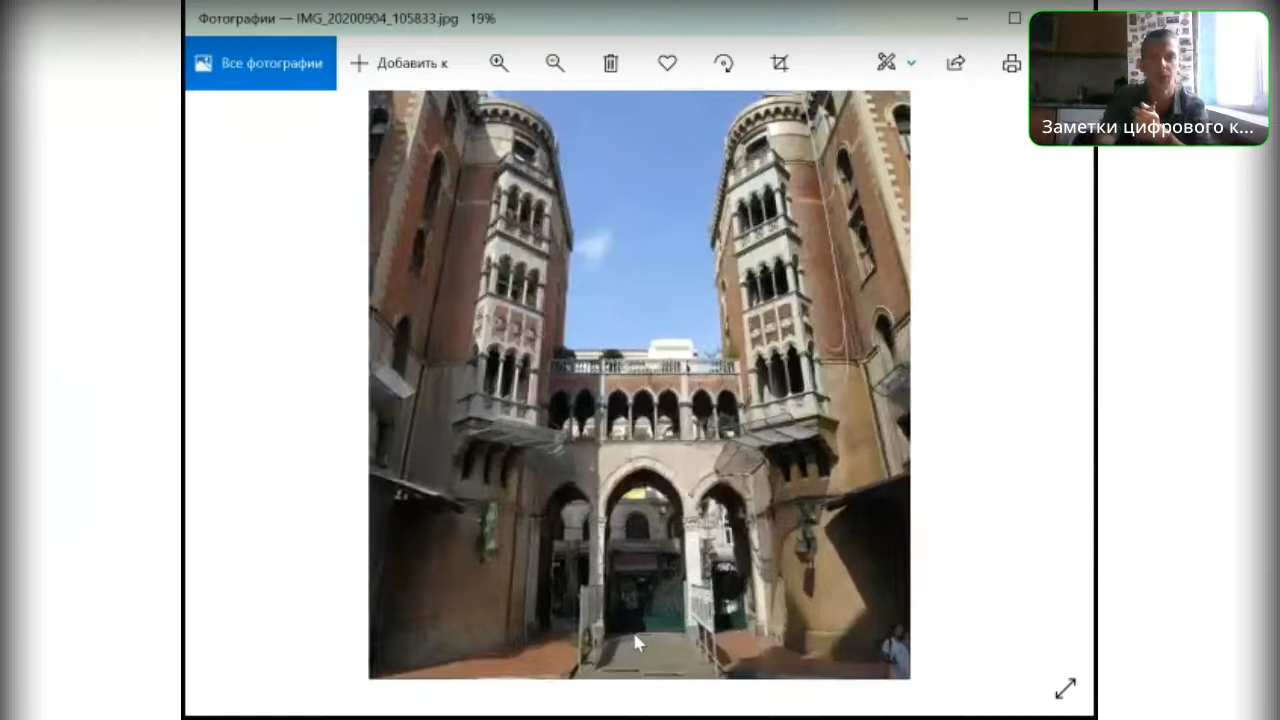 Фотографии — IMG_20200904_105833.jpg 19%
Все фотографии
Добавить к
Заметки цифрового к...